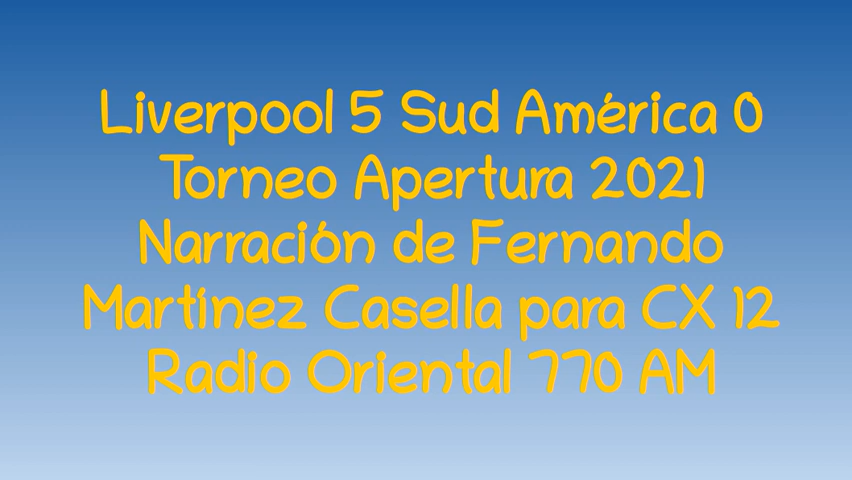 Liverpool 5 Sud América 0
Torneo Apertura 2021
Narración de Fernando
Martínez Casella para CX 12
Radio Oriental 770 AM